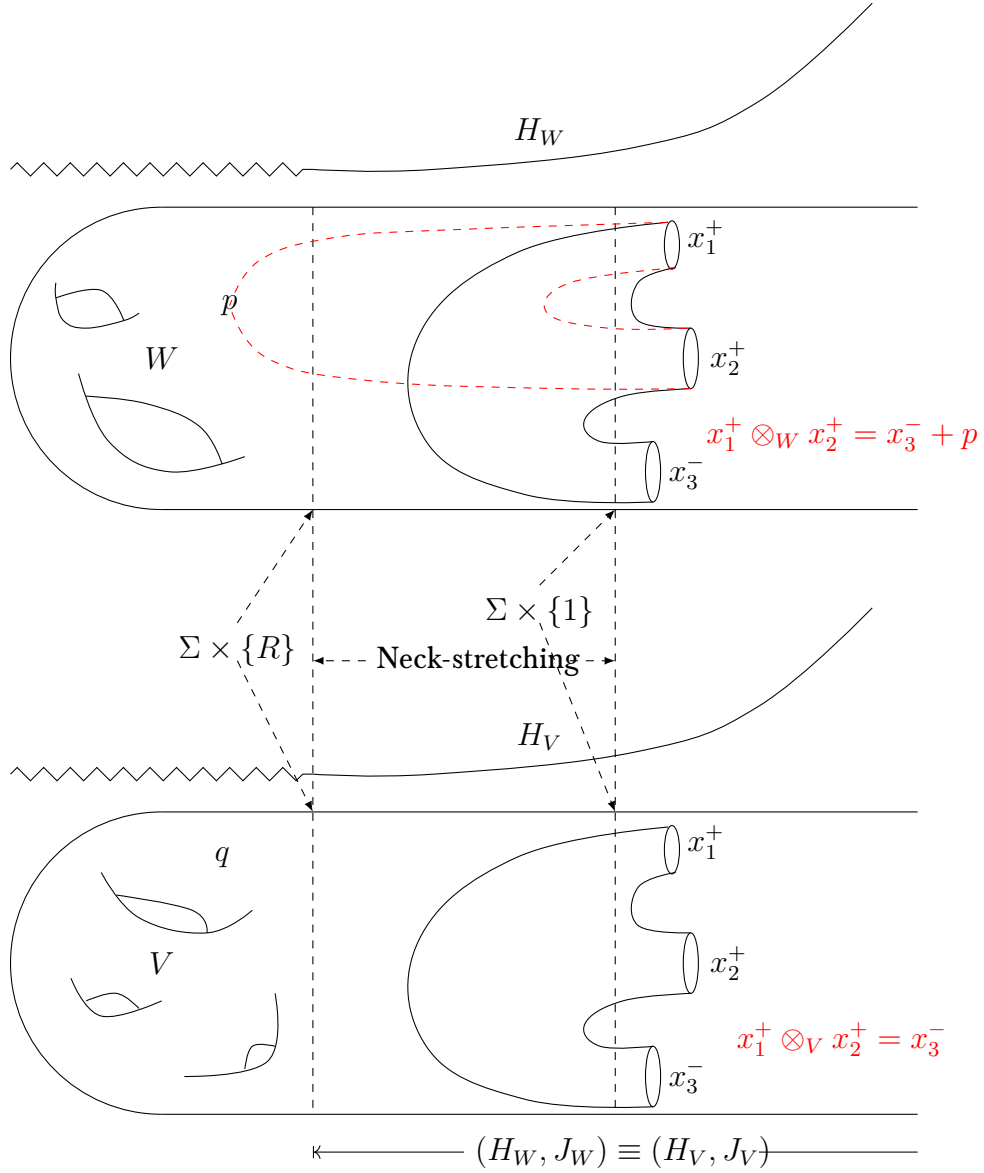 H_W
x_1^+
p
W
x_2^+
x_1^+ ⊗_W x_2^+ = x_3^- + p
x_3^-
Σ × {1}
Σ × {R}
Neck-stretching
H_V
x_1^+
q
V
x_2^+
x_1^+ ⊗_V x_2^+ = x_3^-
x_3^-
(H_W, J_W) ≡ (H_V, J_V)